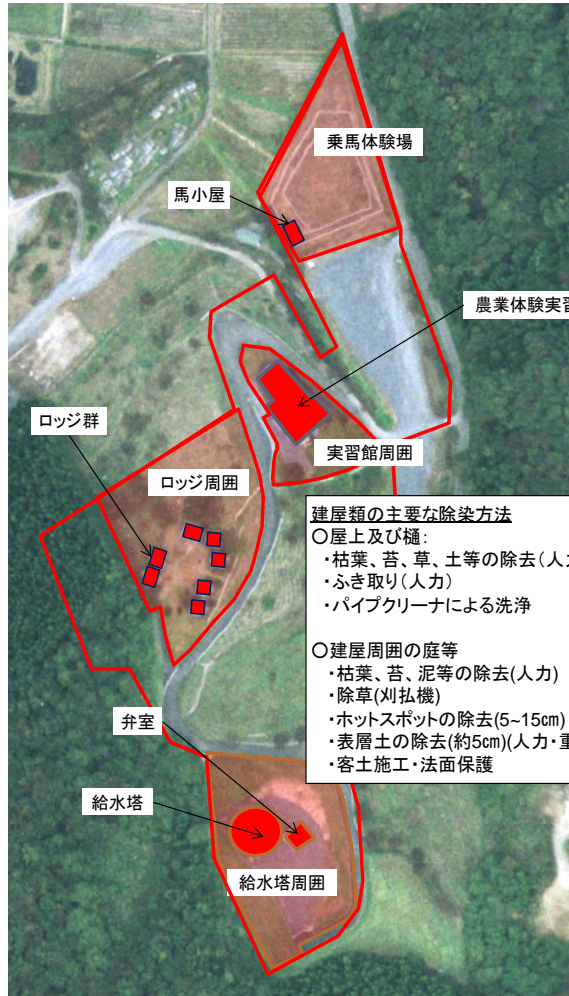 乗馬体験場
馬小屋
農業体験実習
ロッジ群
実習館周囲
ロッジ周囲
建屋類の主要な除染方法
○屋上及び樋:
・枯葉、苔、草、土等の除去(人力
・ふき取り(人力)
・パイプクリーナによる洗浄
○建屋周囲の庭等
・枯葉、苔、泥等の除去(人力)
・除草(刈払機)
・ホットスポットの除去(5~15㎝)
・表層土の除去(約5㎝)(人力・重
・客土施工・法面保護
弁室
給水塔
給水塔周囲